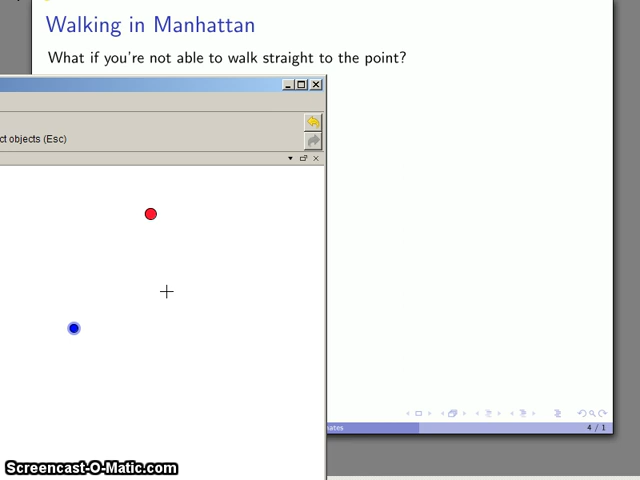 Walking in Manhattan
What if you're not able to walk straight to the point?
ct objects (Esc)
nates
4 / 1
Screencast-O-Matic.com